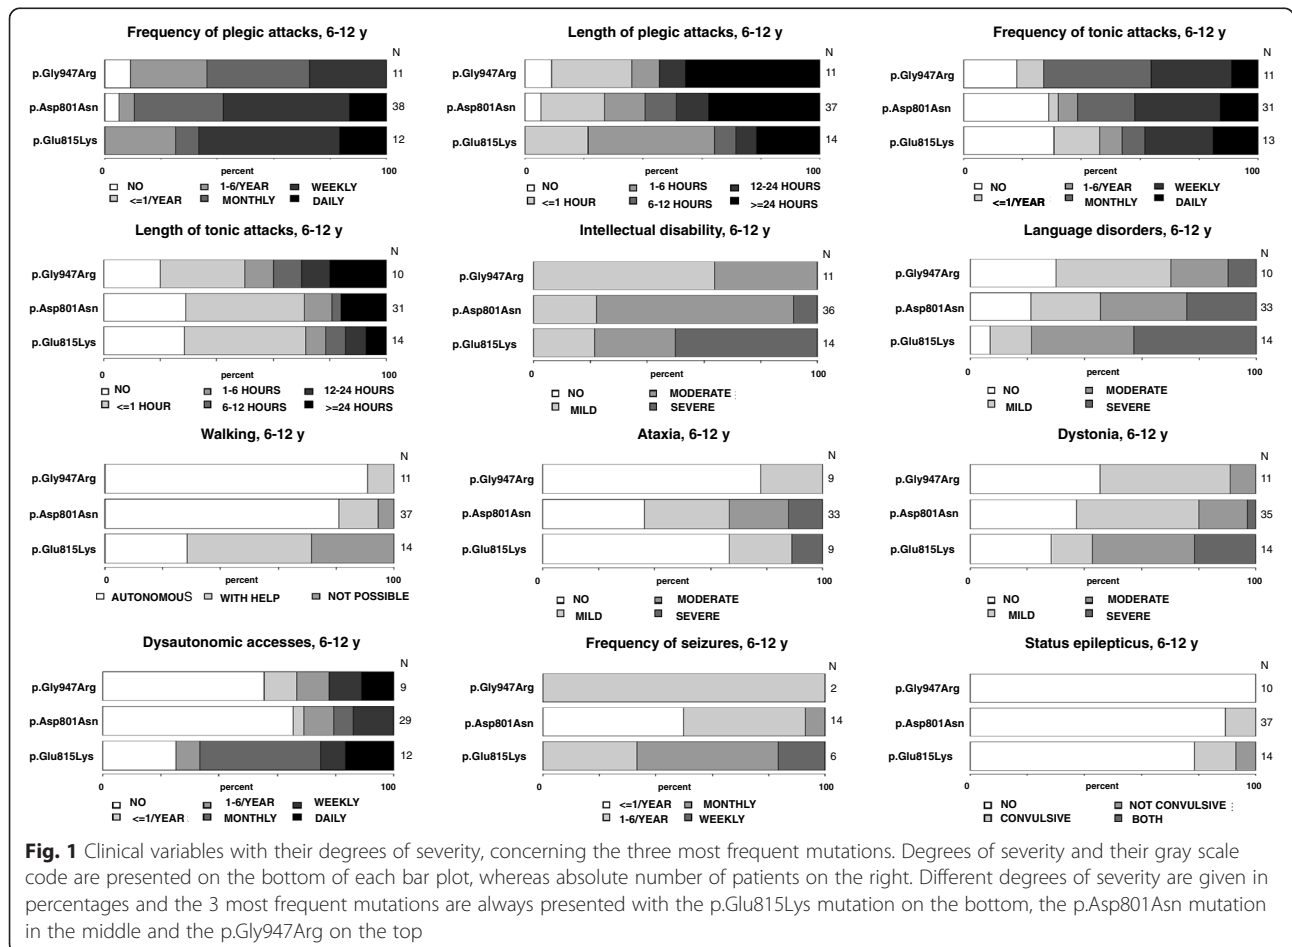 Frequency of plegic attacks, 6-12 y
N
p.Gly947Arg 11
p.Asp801Asn 38
p.Glu815Lys 12
0 percent 100
NO 1-6/YEAR WEEKLY
<=1/YEAR MONTHLY DAILY
Length of plegic attacks, 6-12 y
N
p.Gly947Arg 11
p.Asp801Asn 37
p.Glu815Lys 14
0 percent 100
NO 1-6 HOURS 12-24 HOURS
<=1 HOUR 6-12 HOURS >=24 HOURS
Frequency of tonic attacks, 6-12 y
N
p.Gly947Arg 11
p.Asp801Asn 31
p.Glu815Lys 13
0 percent 100
NO 1-6/YEAR WEEKLY
<=1/YEAR MONTHLY DAILY
Length of tonic attacks, 6-12 y
N
p.Gly947Arg 10
p.Asp801Asn 31
p.Glu815Lys 14
0 percent 100
NO 1-6 HOURS 12-24 HOURS
<=1 HOUR 6-12 HOURS >=24 HOURS
Intellectual disability, 6-12 y
N
p.Gly947Arg 11
p.Asp801Asn 36
p.Glu815Lys 14
0 percent 100
NO MODERATE
MILD SEVERE
Language disorders, 6-12 y
N
p.Gly947Arg 10
p.Asp801Asn 33
p.Glu815Lys 14
0 percent 100
NO MODERATE
MILD SEVERE
Walking, 6-12 y
N
p.Gly947Arg 11
p.Asp801Asn 37
p.Glu815Lys 14
0 percent 100
AUTONOMOUS WITH HELP NOT POSSIBLE
Ataxia, 6-12 y
N
p.Gly947Arg 9
p.Asp801Asn 33
p.Glu815Lys 9
0 percent 100
NO MODERATE
MILD SEVERE
Dystonia, 6-12 y
N
p.Gly947Arg 11
p.Asp801Asn 35
p.Glu815Lys 14
0 percent 100
NO MODERATE
MILD SEVERE
Dysautonomic accesses, 6-12 y
N
p.Gly947Arg 9
p.Asp801Asn 29
p.Glu815Lys 12
0 percent 100
NO 1-6/YEAR WEEKLY
<=1/YEAR MONTHLY DAILY
Frequency of seizures, 6-12 y
N
p.Gly947Arg 2
p.Asp801Asn 14
p.Glu815Lys 6
0 percent 100
<=1/YEAR MONTHLY
1-6/YEAR WEEKLY
Status epilepticus, 6-12 y
N
p.Gly947Arg 10
p.Asp801Asn 37
p.Glu815Lys 14
0 percent 100
NO NOT CONVULSIVE
CONVULSIVE BOTH
Fig. 1 Clinical variables with their degrees of severity, concerning the three most frequent mutations. Degrees of severity and their gray scale
code are presented on the bottom of each bar plot, whereas absolute number of patients on the right. Different degrees of severity are given in
percentages and the 3 most frequent mutations are always presented with the p.Glu815Lys mutation on the bottom, the p.Asp801Asn mutation
in the middle and the p.Gly947Arg on the top